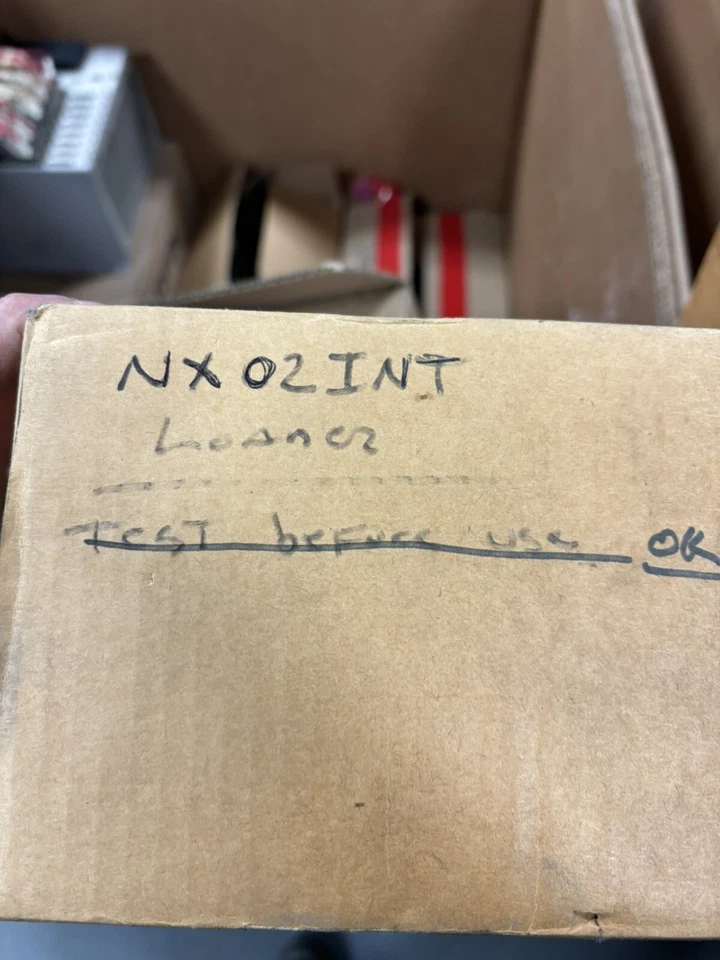 NX02INT
Loaner
Test before use OK